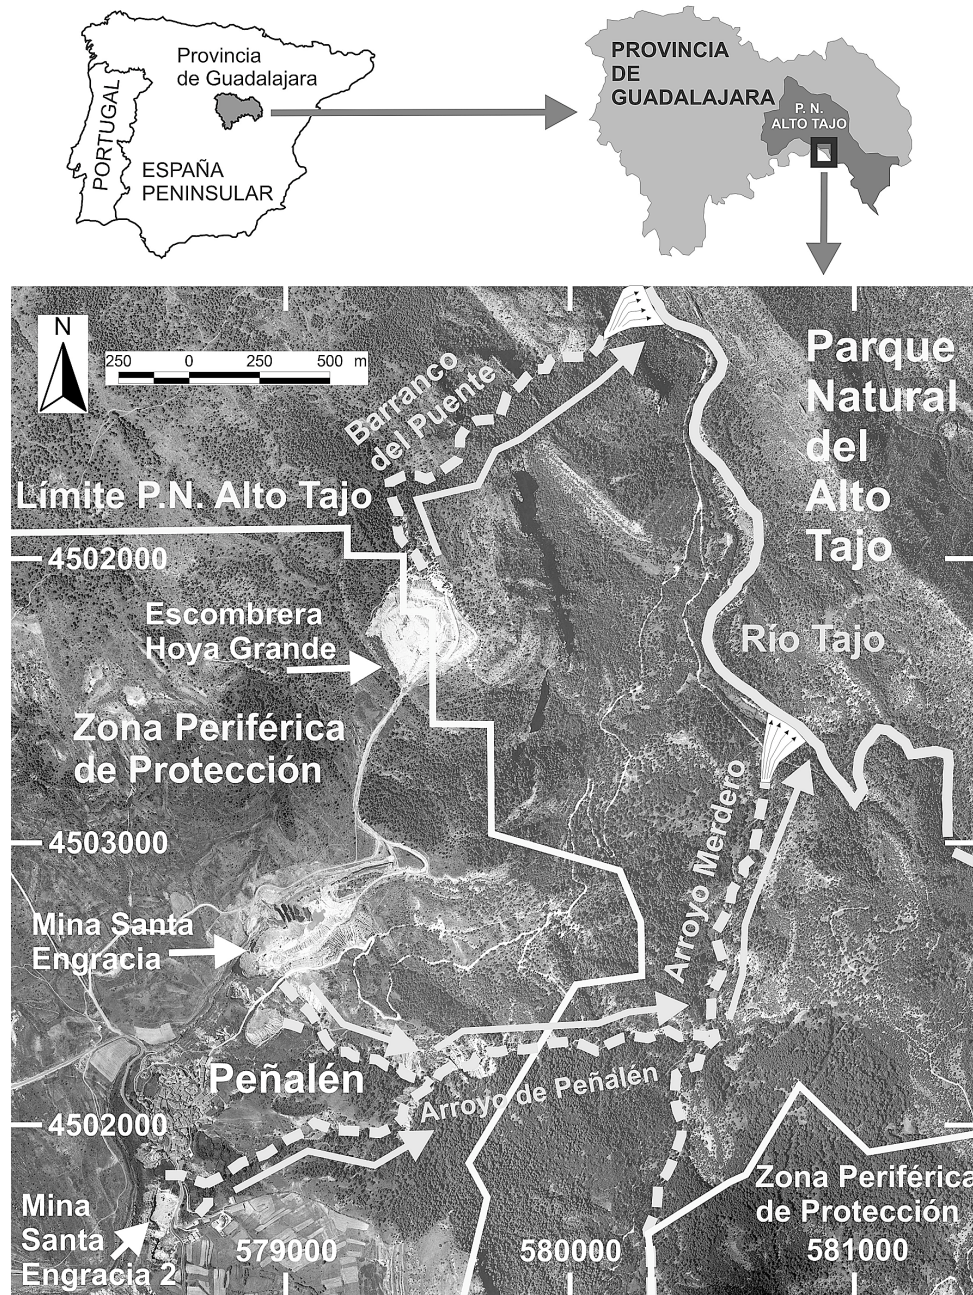 Provincia
de Guadalajara
PORTUGAL
ESPAÑA
PENINSULAR
PROVINCIA
DE
GUADALAJARA
P. N.
ALTO TAJO
N
250 0 250 500 m
Barranco
del Puente
Parque
Natural
del
Alto
Tajo
Límite P.N. Alto Tajo
4502000
Escombrera
Hoya Grande
Río Tajo
Zona Periférica
de Protección
4503000
Arroyo Merdero
Mina Santa
Engracia
Peñalén
Arroyo de Peñalén
4502000
Zona Periférica
de Protección
Mina
Santa
Engracia 2
579000
580000
581000